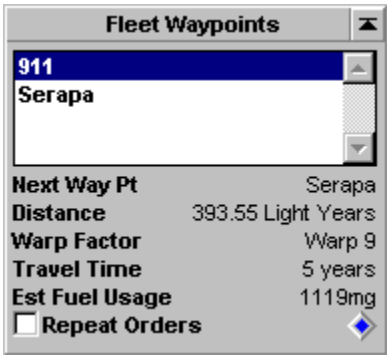 Fleet Waypoints
911
Serapa
Next Way Pt Serapa
Distance 393.55 Light Years
Warp Factor Warp 9
Travel Time 5 years
Est Fuel Usage 1119mg
Repeat Orders